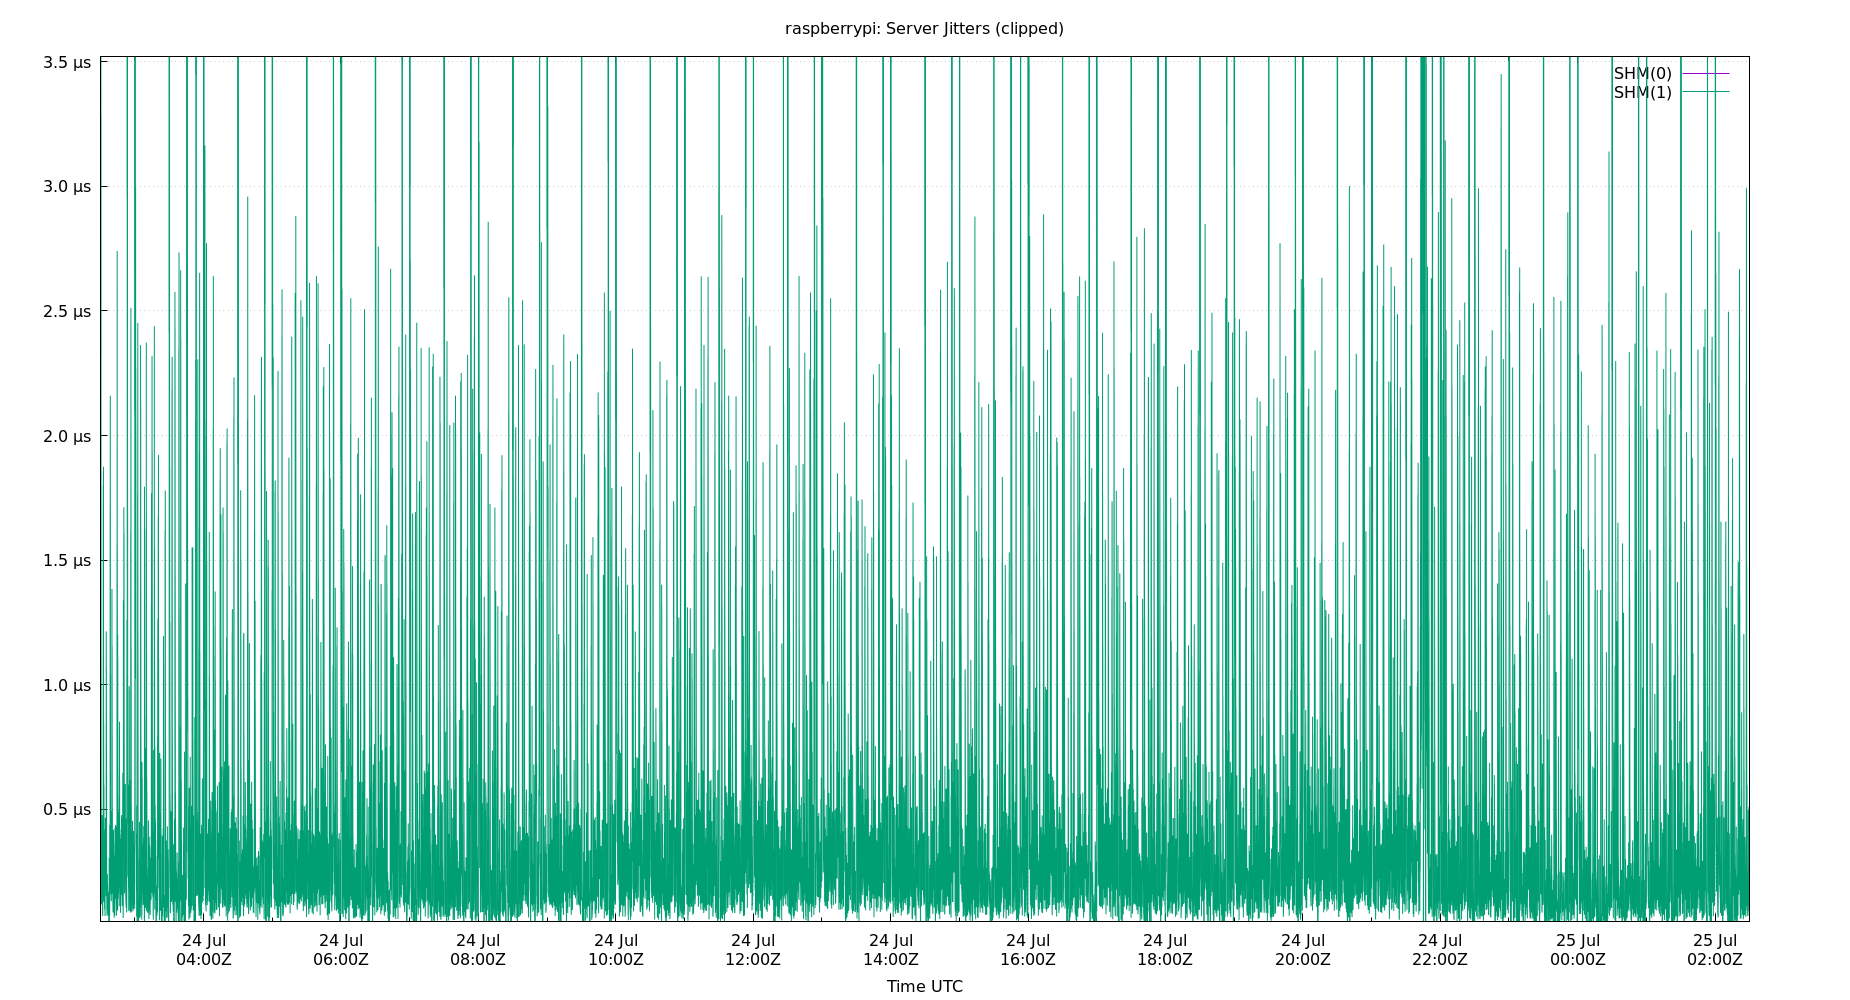 raspberrypi: Server Jitters (clipped)
3.5 µs
3.0 µs
2.5 µs
2.0 µs
1.5 µs
1.0 µs
0.5 µs
SHM(0)
SHM(1)
24 Jul 24 Jul 24 Jul 24 Jul 24 Jul 24 Jul 24 Jul 24 Jul 24 Jul 24 Jul 25 Jul 25 Jul
04:00Z 06:00Z 08:00Z 10:00Z 12:00Z 14:00Z 16:00Z 18:00Z 20:00Z 22:00Z 00:00Z 02:00Z
Time UTC